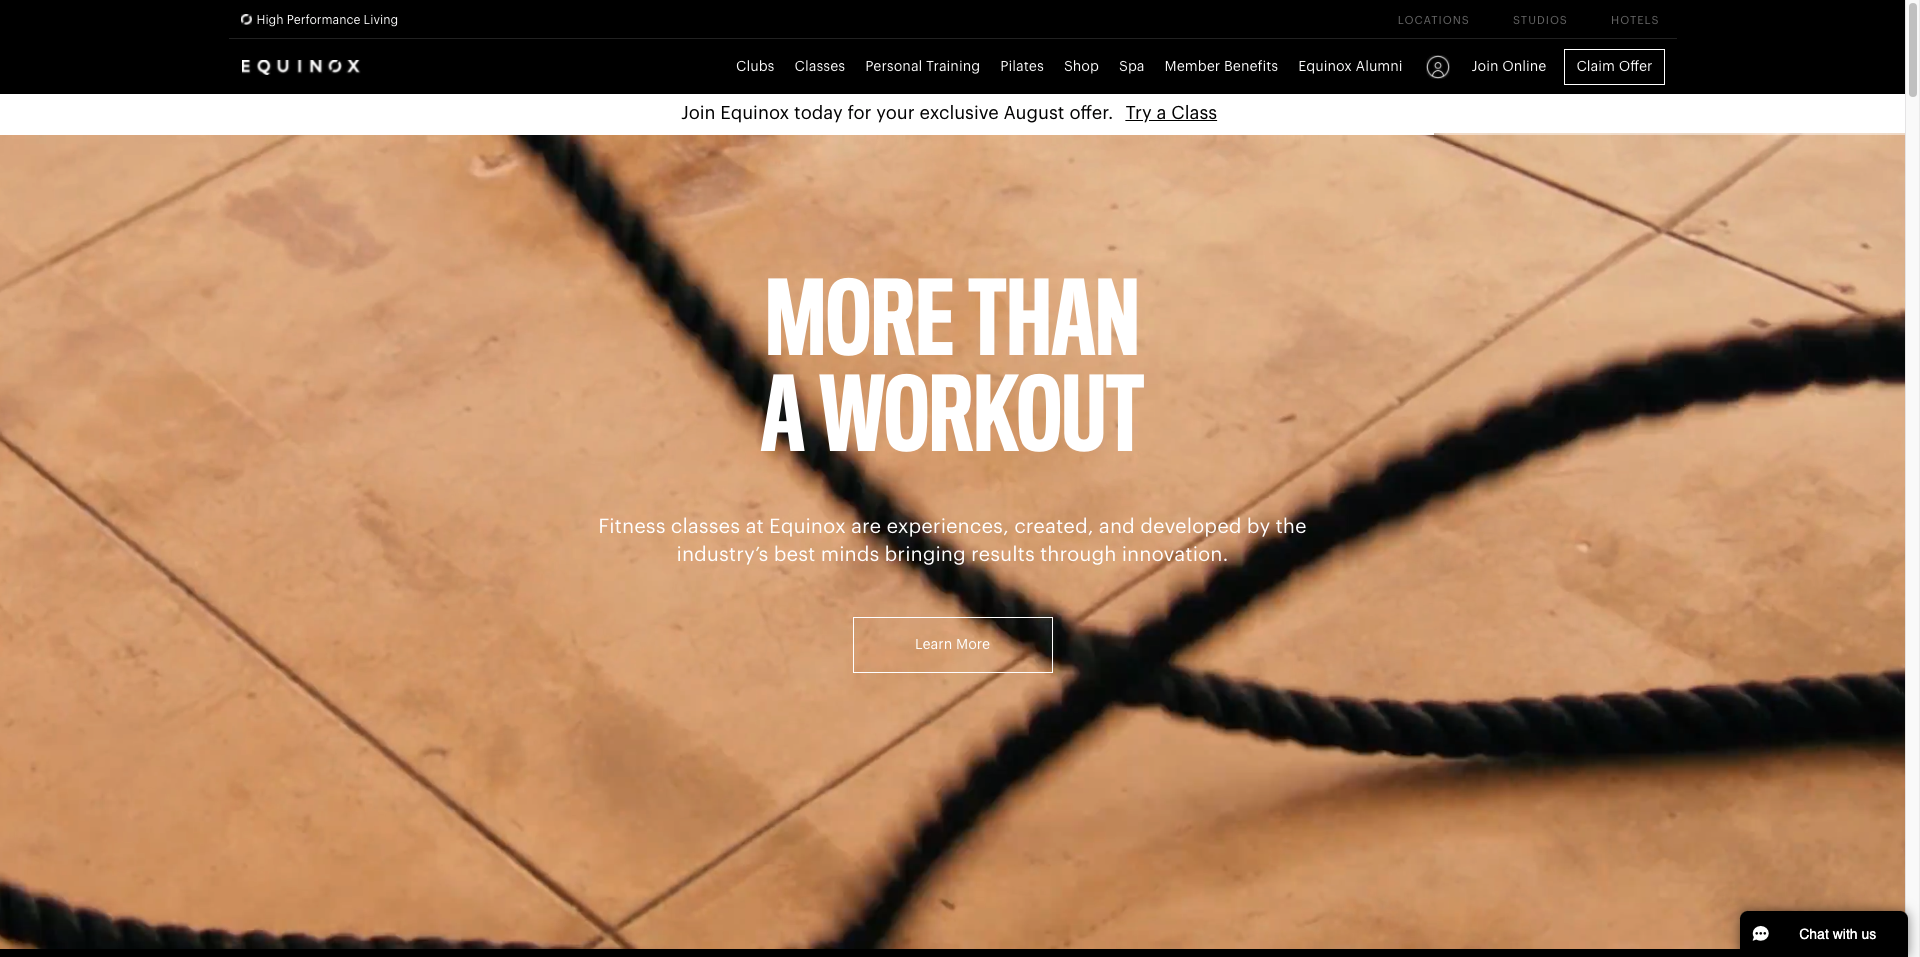 High Performance Living
LOCATIONS STUDIOS HOTELS
EQUINOX
Clubs Classes Personal Training Pilates Shop Spa Member Benefits Equinox Alumni Join Online Claim Offer
Join Equinox today for your exclusive August offer. Try a Class
MORE THAN
A WORKOUT
Fitness classes at Equinox are experiences, created, and developed by the
industry’s best minds bringing results through innovation.
Learn More
Chat with us